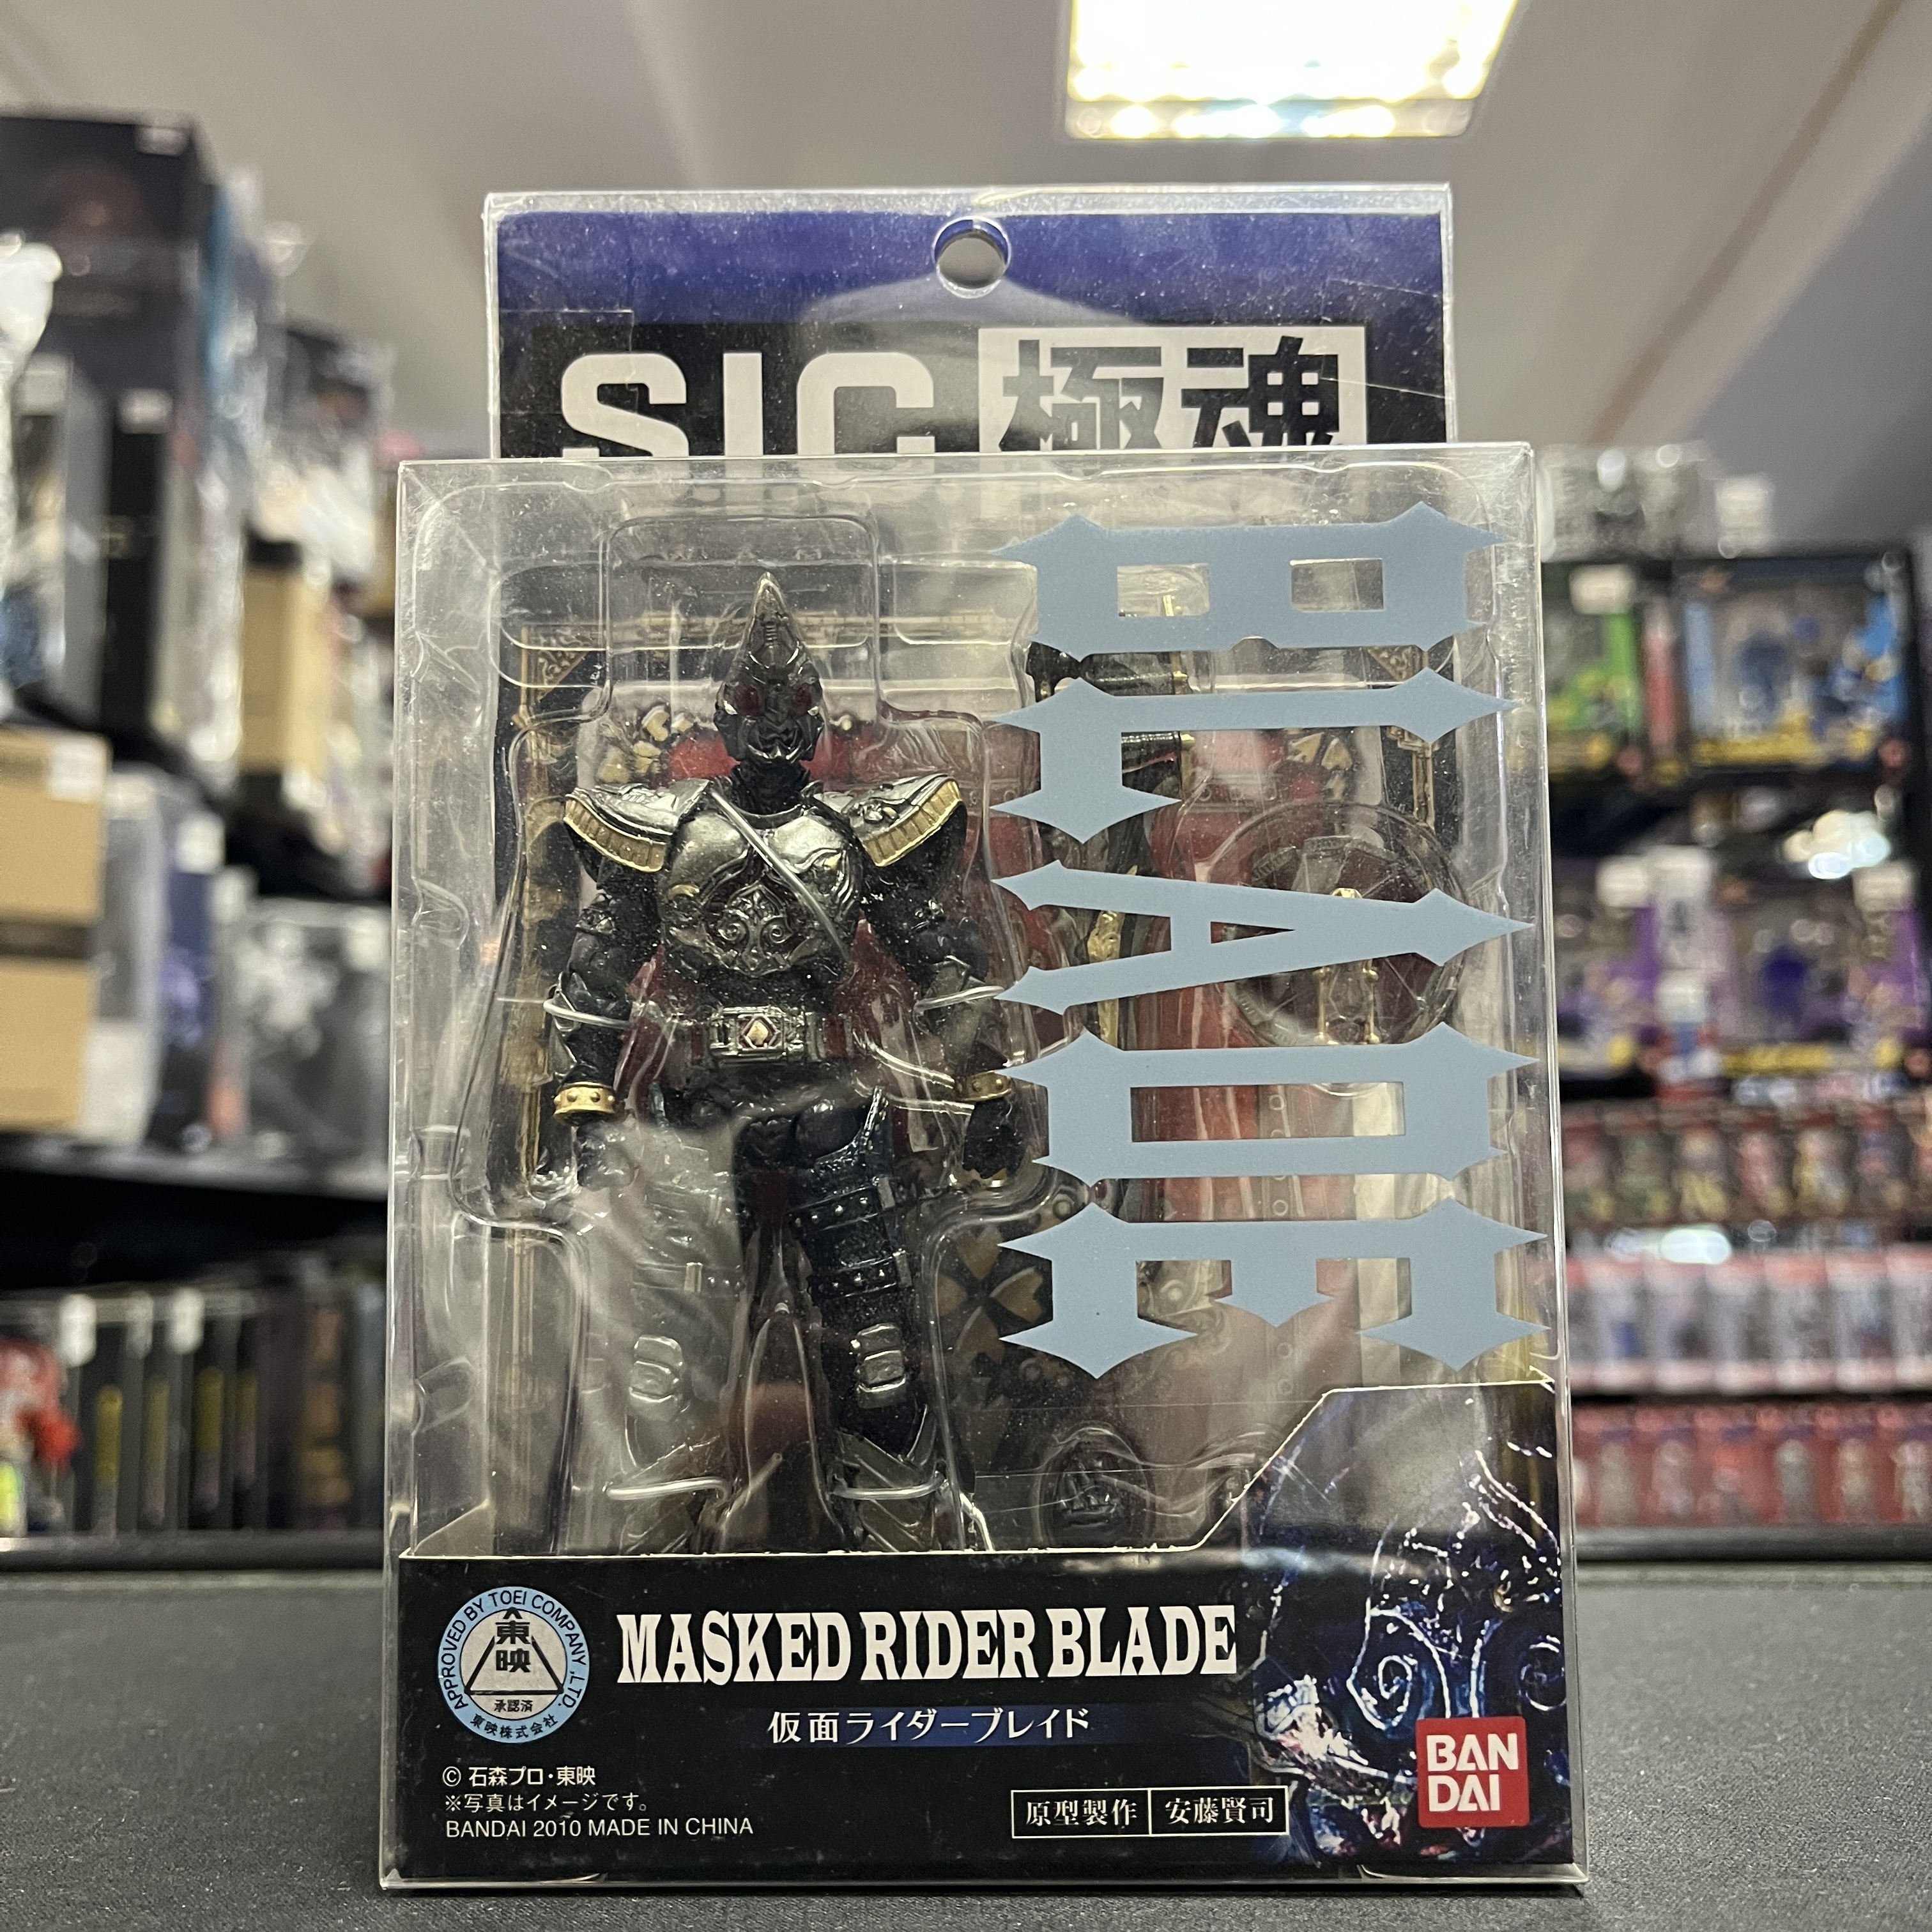 SIC 極魂
BLADE
APPROVED BY TOEI COMPANY, LTD.
東映
承認済
東映株式会社
MASKED RIDER BLADE
仮面ライダーブレイド
© 石森プロ・東映
※写真はイメージです。
BANDAI 2010 MADE IN CHINA
原型製作 安藤賢司
BAN
DAI